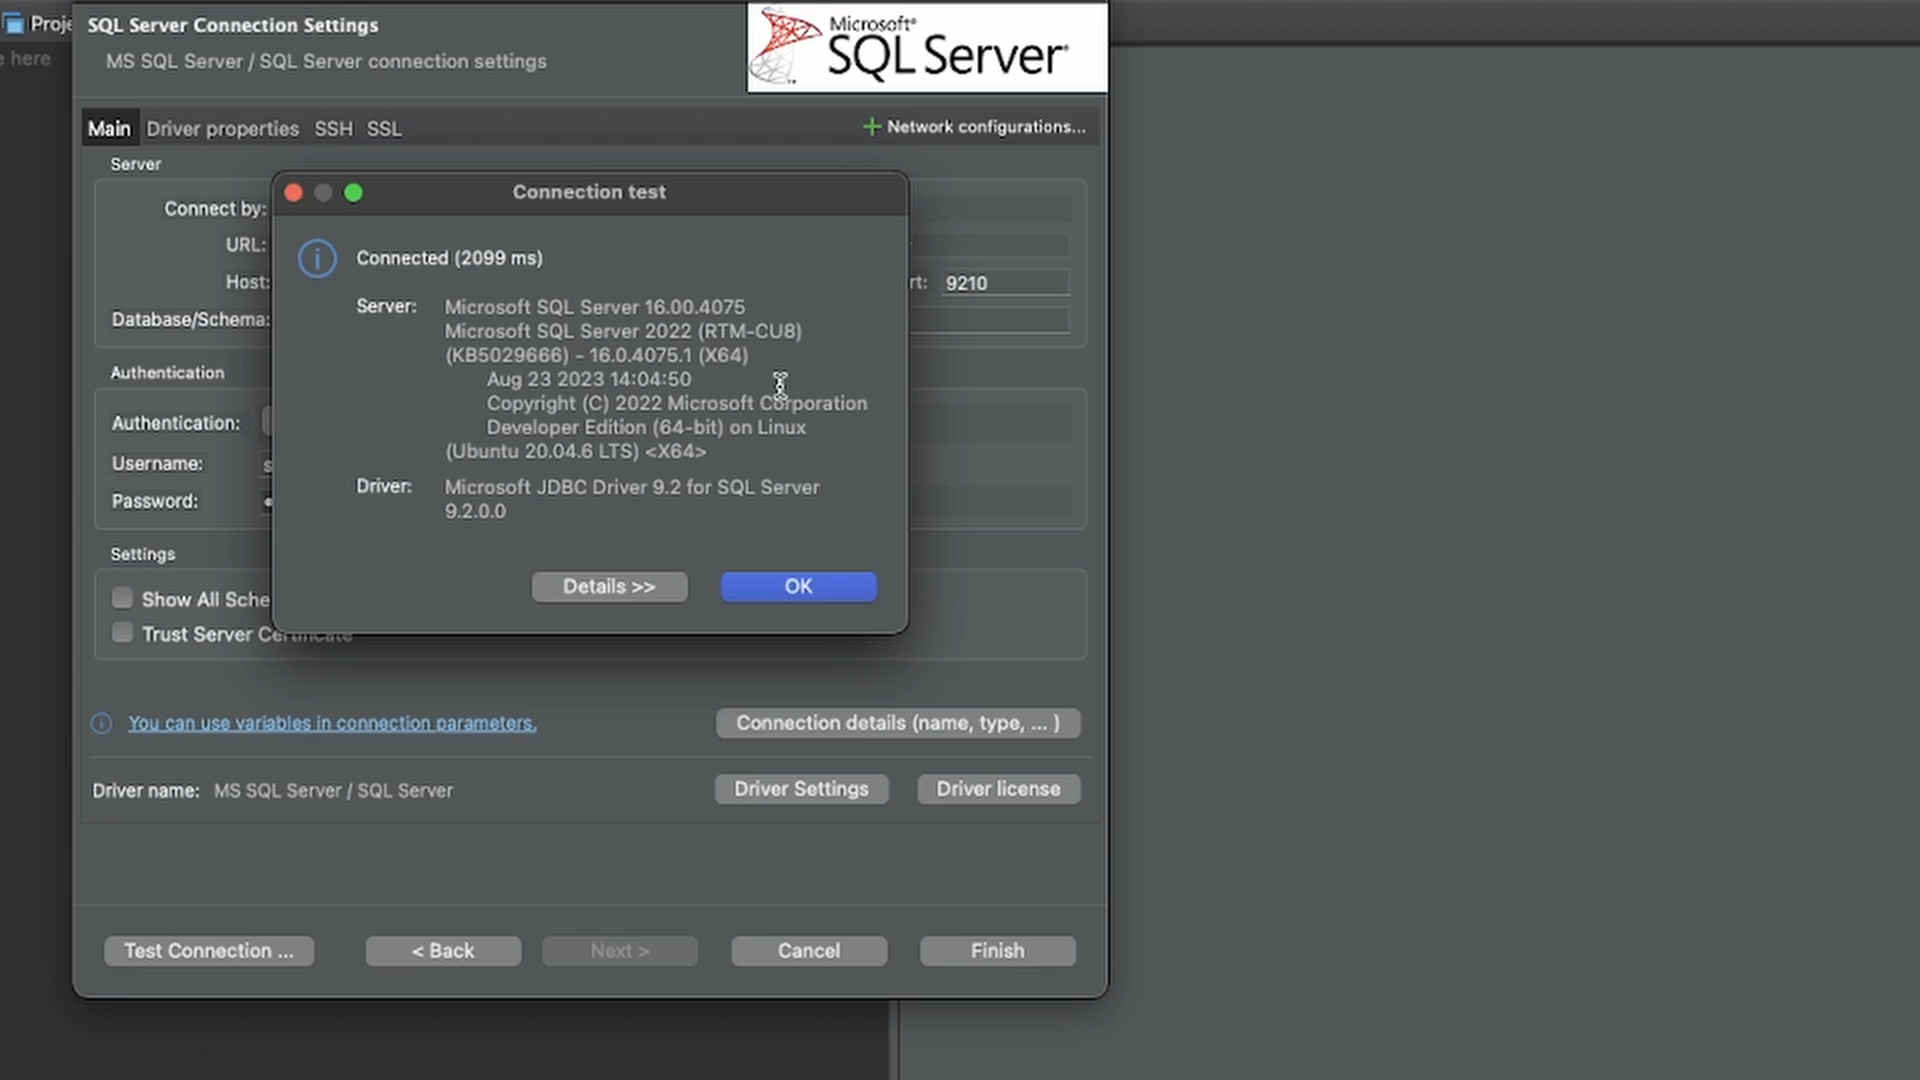 Proje
e here
SQL Server Connection Settings
MS SQL Server / SQL Server connection settings
Microsoft®
SQL Server®
Main
Driver properties
SSH
SSL
Network configurations...
Server
Connect by:
URL:
Host:
rt:
9210
Database/Schema:
Authentication
Authentication:
Username:
s
Password:
Settings
Show All Sche
Trust Server Certificate
Connection test
Connected (2099 ms)
Server:
Microsoft SQL Server 16.00.4075
Microsoft SQL Server 2022 (RTM-CU8)
(KB5029666) - 16.0.4075.1 (X64)
Aug 23 2023 14:04:50
Copyright (C) 2022 Microsoft Corporation
Developer Edition (64-bit) on Linux
(Ubuntu 20.04.6 LTS) <X64>
Driver:
Microsoft JDBC Driver 9.2 for SQL Server
9.2.0.0
Details >>
OK
You can use variables in connection parameters.
Connection details (name, type, ... )
Driver name:
MS SQL Server / SQL Server
Driver Settings
Driver license
Test Connection ...
< Back
Next >
Cancel
Finish